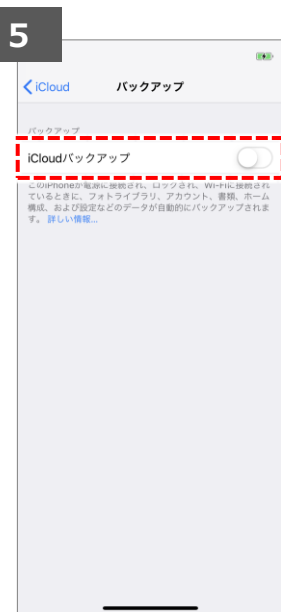 5
iCloud
バックアップ
バックアップ
iCloudバックアップ
このiPhoneが電源に接続され、ロックされ、Wi-Fiに接続され
ているときに、フォトライブラリ、アカウント、書類、ホーム
構成、および設定などのデータが自動的にバックアップされま
す。詳しい情報...